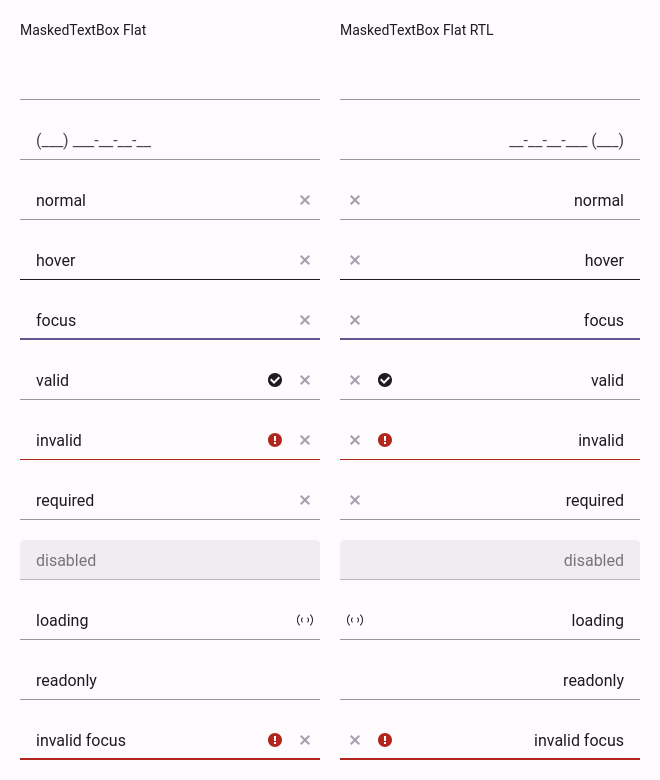 MaskedTextBox Flat
(___) ___-__-__-__
normal
hover
focus
valid
invalid
required
disabled
loading
readonly
invalid focus
MaskedTextBox Flat RTL
__-__-__-___ (___)
normal
hover
focus
valid
invalid
required
disabled
loading
readonly
invalid focus